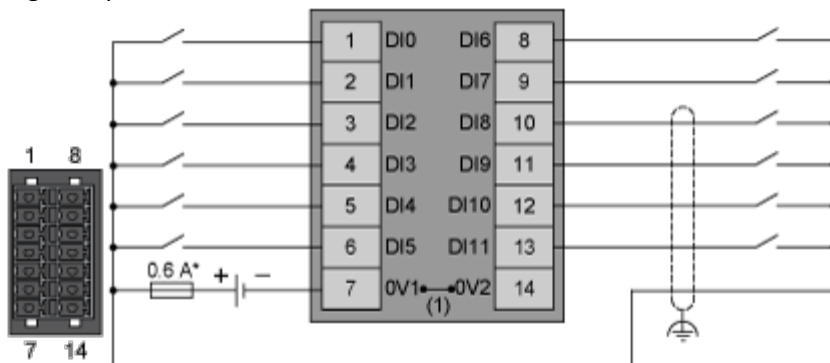 1 DI0 DI6 8
2 DI1 DI7 9
3 DI2 DI8 10
1 8
4 DI3 DI9 11
5 DI4 DI10 12
6 DI5 DI11 13
0.6 A* + −
7 0V1 0V2 14
(1)
7 14